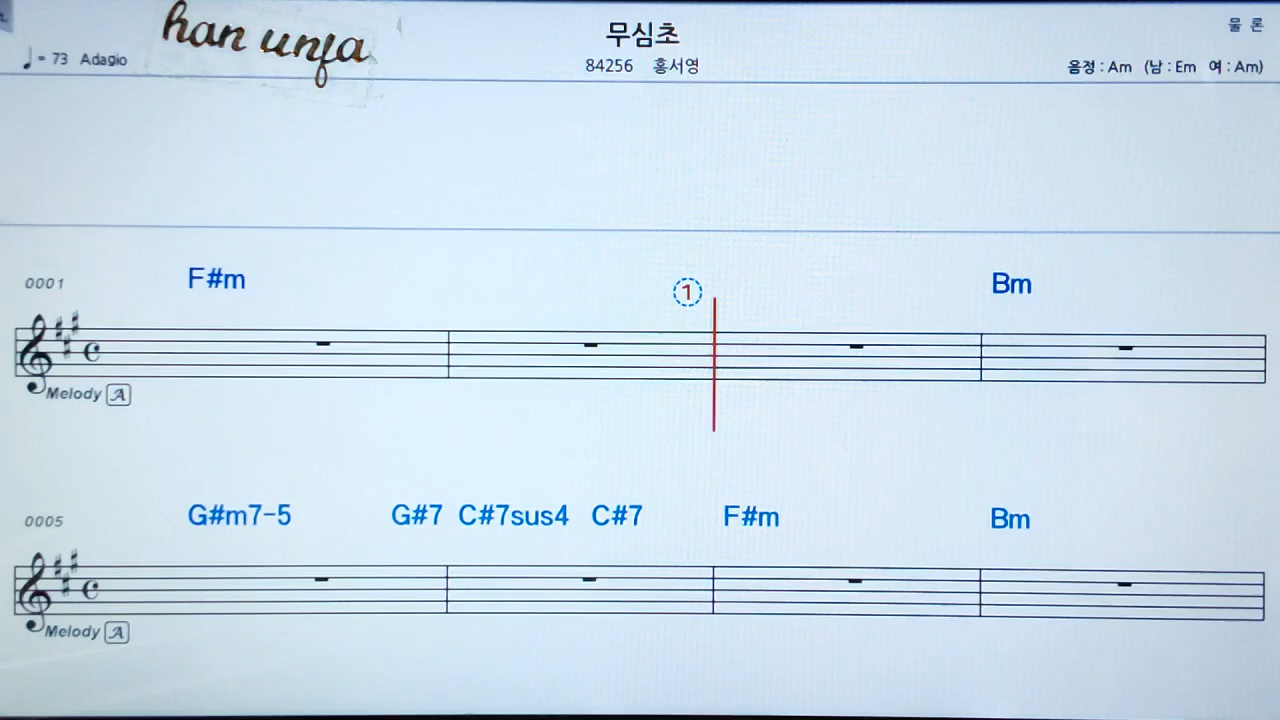 han unja
무심초
물 론
♩= 73 Adagio
84256 홍서영
음정 : Am (남 : Em 여 : Am)
0001 F#m ① Bm
Melody A
0005 G#m7-5 G#7 C#7sus4 C#7 F#m Bm
Melody A